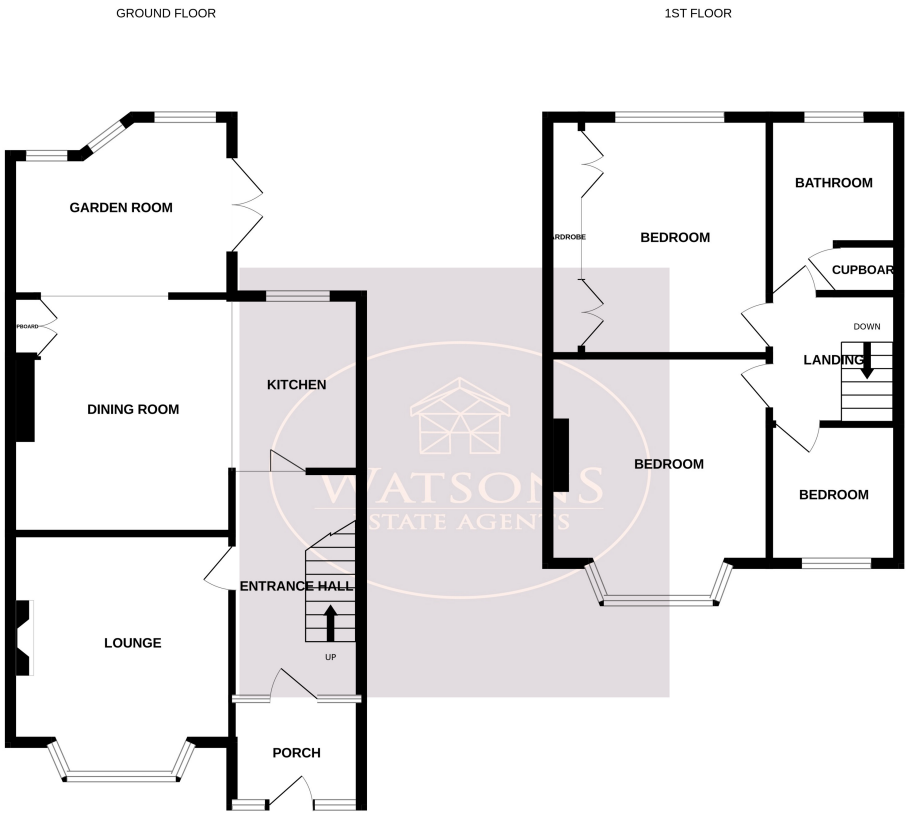 GROUND FLOOR
1ST FLOOR
GARDEN ROOM
BATHROOM
BEDROOM
ARDROBE
CUPBOAR
PBOARD
DOWN
LANDING
KITCHEN
DINING ROOM
BEDROOM
BEDROOM
WATSONS
ESTATE AGENTS
ENTRANCE HALL
LOUNGE
UP
PORCH